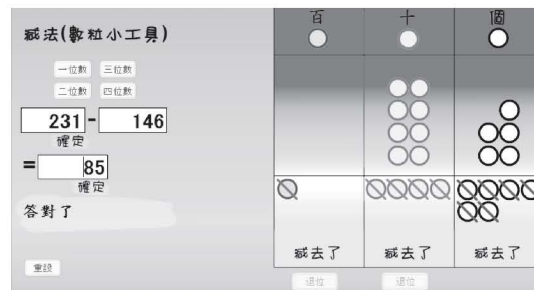 減法(數粒小工具)
一位數 三位數
二位數 四位數
231 - 146
確定
= 85
確定
答對了
重設
百 十 個
減去了 減去了 減去了
退位 退位